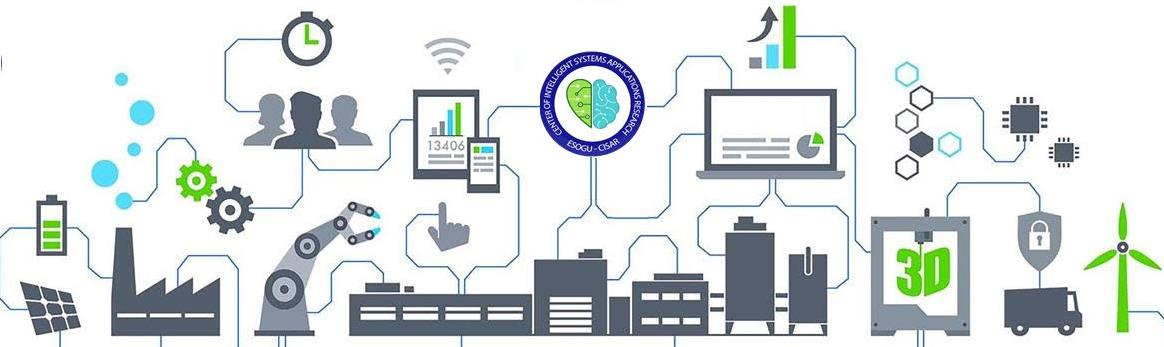 CENTER OF INTELLIGENT SYSTEMS APPLICATIONS RESEARCH
ESOGU - CISAR
13406
3D